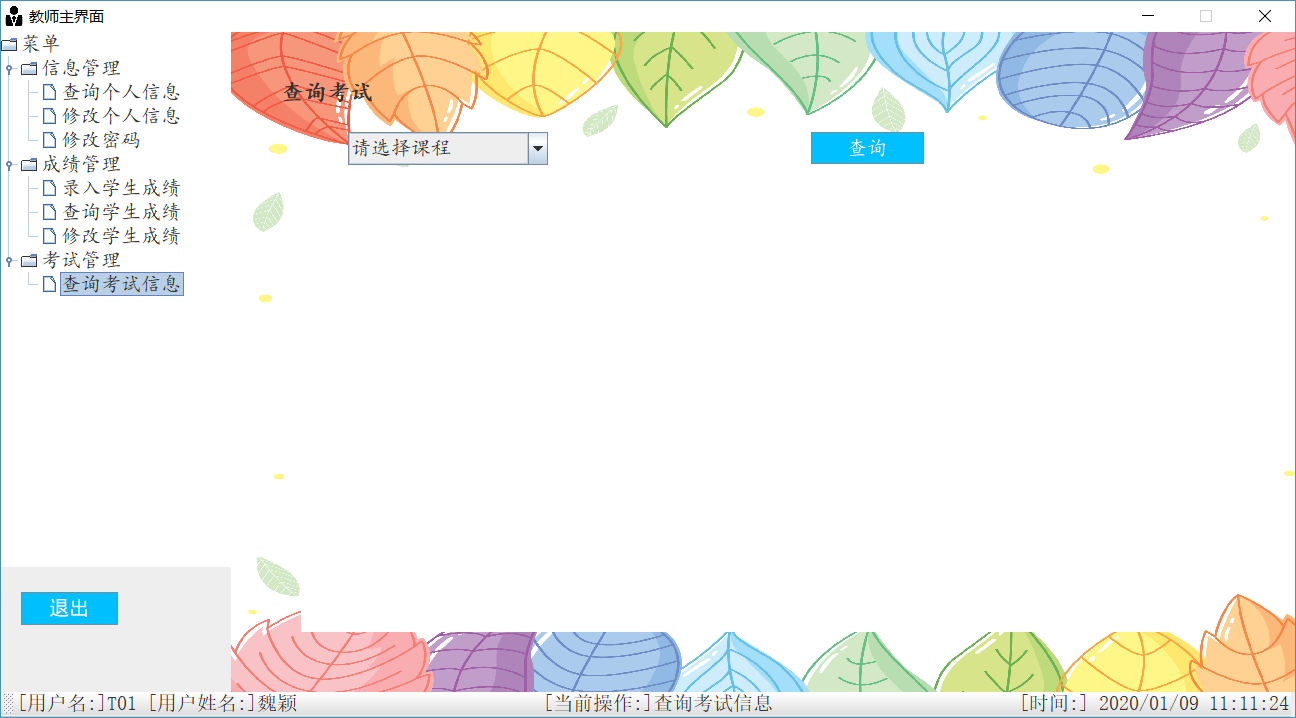 教师主界面
菜单
信息管理
查询个人信息
修改个人信息
修改密码
成绩管理
录入学生成绩
查询学生成绩
修改学生成绩
考试管理
查询考试信息
退出
查询考试
请选择课程
查询
[用户名:]T01 [用户姓名:]魏颖
[当前操作:]查询考试信息
[时间:] 2020/01/09 11:11:24